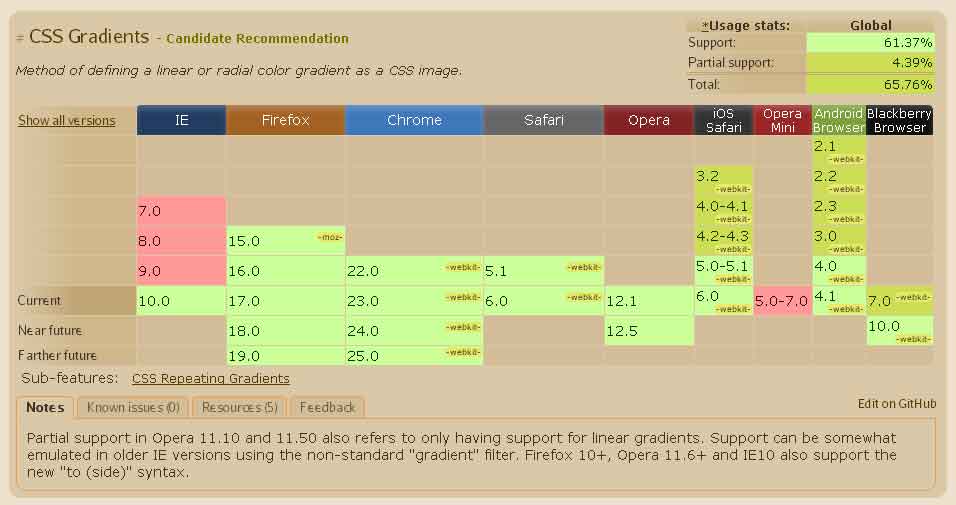 # CSS Gradients - Candidate Recommendation
*Usage stats: Global
Support: 61.37%
Partial support: 4.39%
Total: 65.76%
Method of defining a linear or radial color gradient as a CSS image.
Show all versions IE Firefox Chrome Safari Opera iOS Safari Opera Mini Android Browser Blackberry Browser
2.1 -webkit-
3.2 -webkit- 2.2 -webkit-
7.0 4.0-4.1 -webkit- 2.3 -webkit-
8.0 15.0 -moz- 4.2-4.3 -webkit- 3.0 -webkit-
9.0 16.0 22.0 -webkit- 5.1 -webkit- 5.0-5.1 -webkit- 4.0 -webkit-
Current 10.0 17.0 23.0 -webkit- 6.0 -webkit- 12.1 6.0 -webkit- 5.0-7.0 4.1 -webkit- 7.0 -webkit-
Near future 18.0 24.0 -webkit- 12.5 10.0 -webkit-
Farther future 19.0 25.0 -webkit-
Sub-features: CSS Repeating Gradients
Notes Known issues (0) Resources (5) Feedback Edit on GitHub
Partial support in Opera 11.10 and 11.50 also refers to only having support for linear gradients. Support can be somewhat
emulated in older IE versions using the non-standard "gradient" filter. Firefox 10+, Opera 11.6+ and IE10 also support the
new "to (side)" syntax.